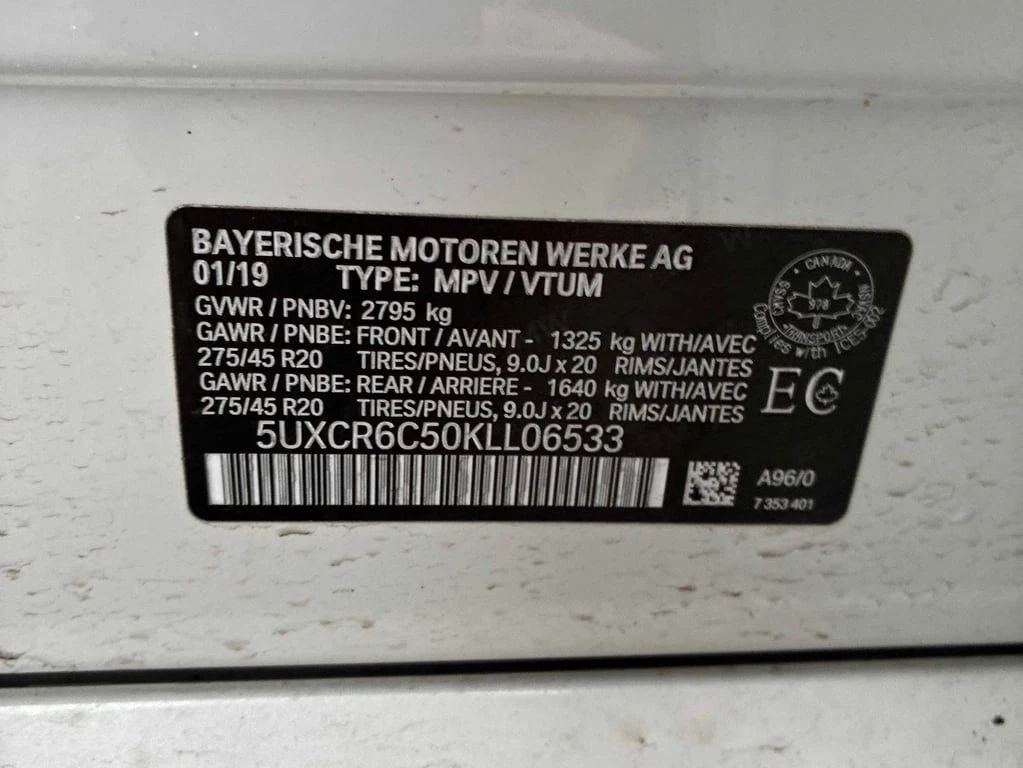 BAYERISCHE MOTOREN WERKE AG
01/19 TYPE: MPV / VTUM
GVWR / PNBV: 2795 kg
GAWR / PNBE: FRONT / AVANT - 1325 kg WITH/AVEC
275/45 R20 TIRES/PNEUS, 9.0J x 20 RIMS/JANTES
GAWR / PNBE: REAR / ARRIERE - 1640 kg WITH/AVEC
275/45 R20 TIRES/PNEUS, 9.0J x 20 RIMS/JANTES
5UXCR6C50KLL06533
CANADA
978
TRANSPORT
Complies with ICES-002
EC
A96/0
7 353 401